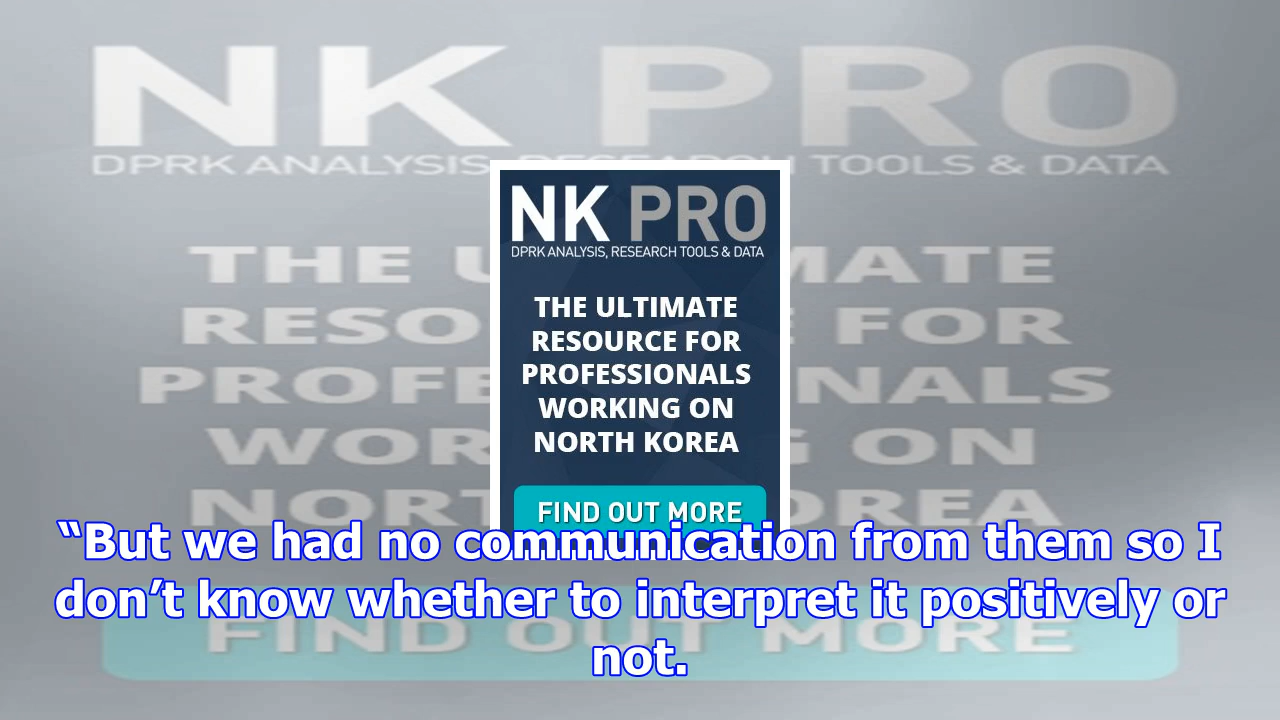 NK PRO
DPRK ANALYSIS, RESEARCH TOOLS & DATA
THE ULTIMATE
RESOURCE FOR
PROFESSIONALS
WORKING ON
NORTH KOREA
FIND OUT MORE
“But we had no communication from them so I
don’t know whether to interpret it positively or
not.